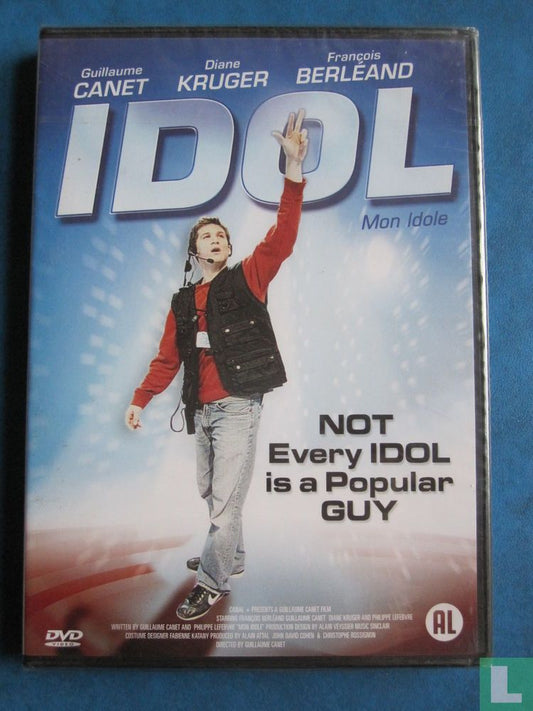 Guillaume Diane François
CANET KRUGER BERLÉAND
IDOL
Mon Idole
NOT
Every IDOL
is a Popular
GUY
CANAL + PRESENTS A GUILLAUME CANET FILM
STARRING FRANÇOIS BERLÉAND GUILLAUME CANET, DIANE KRUGER AND PHILIPPE LEFEBVRE
WRITTEN BY GUILLAUME CANET AND PHILIPPE LEFEBVRE "MON IDOLE" PRODUCTION DESIGN BY ALAIN VEYSSIER MUSIC SINCLAIR
COSTUME DESIGNER FABIENNE KATANY PRODUCED BY ALAIN ATTAL JOHN DAVID COHEN & CHRISTOPHE ROSSIGNON
DIRECTED BY GUILLAUME CANET
DVD
VIDEO
AL
L